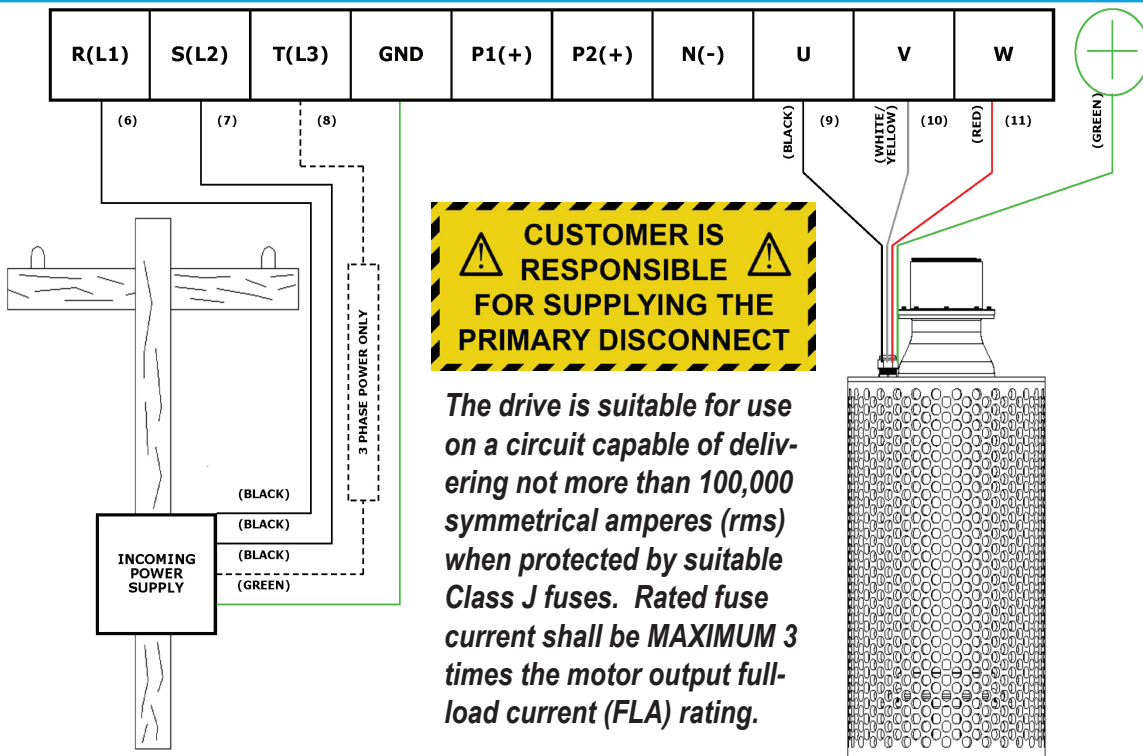 R(L1) S(L2) T(L3) GND P1(+) P2(+) N(-) U V W
(6) (7) (8) (9) (10) (11)
(BLACK)
(WHITE/
YELLOW)
(RED)
(GREEN)
CUSTOMER IS
RESPONSIBLE
FOR SUPPLYING THE
PRIMARY DISCONNECT
3 PHASE POWER ONLY
The drive is suitable for use
on a circuit capable of deliv-
ering not more than 100,000
symmetrical amperes (rms)
when protected by suitable
Class J fuses. Rated fuse
current shall be MAXIMUM 3
times the motor output full-
load current (FLA) rating.
(BLACK)
(BLACK)
(BLACK)
(GREEN)
INCOMING
POWER
SUPPLY